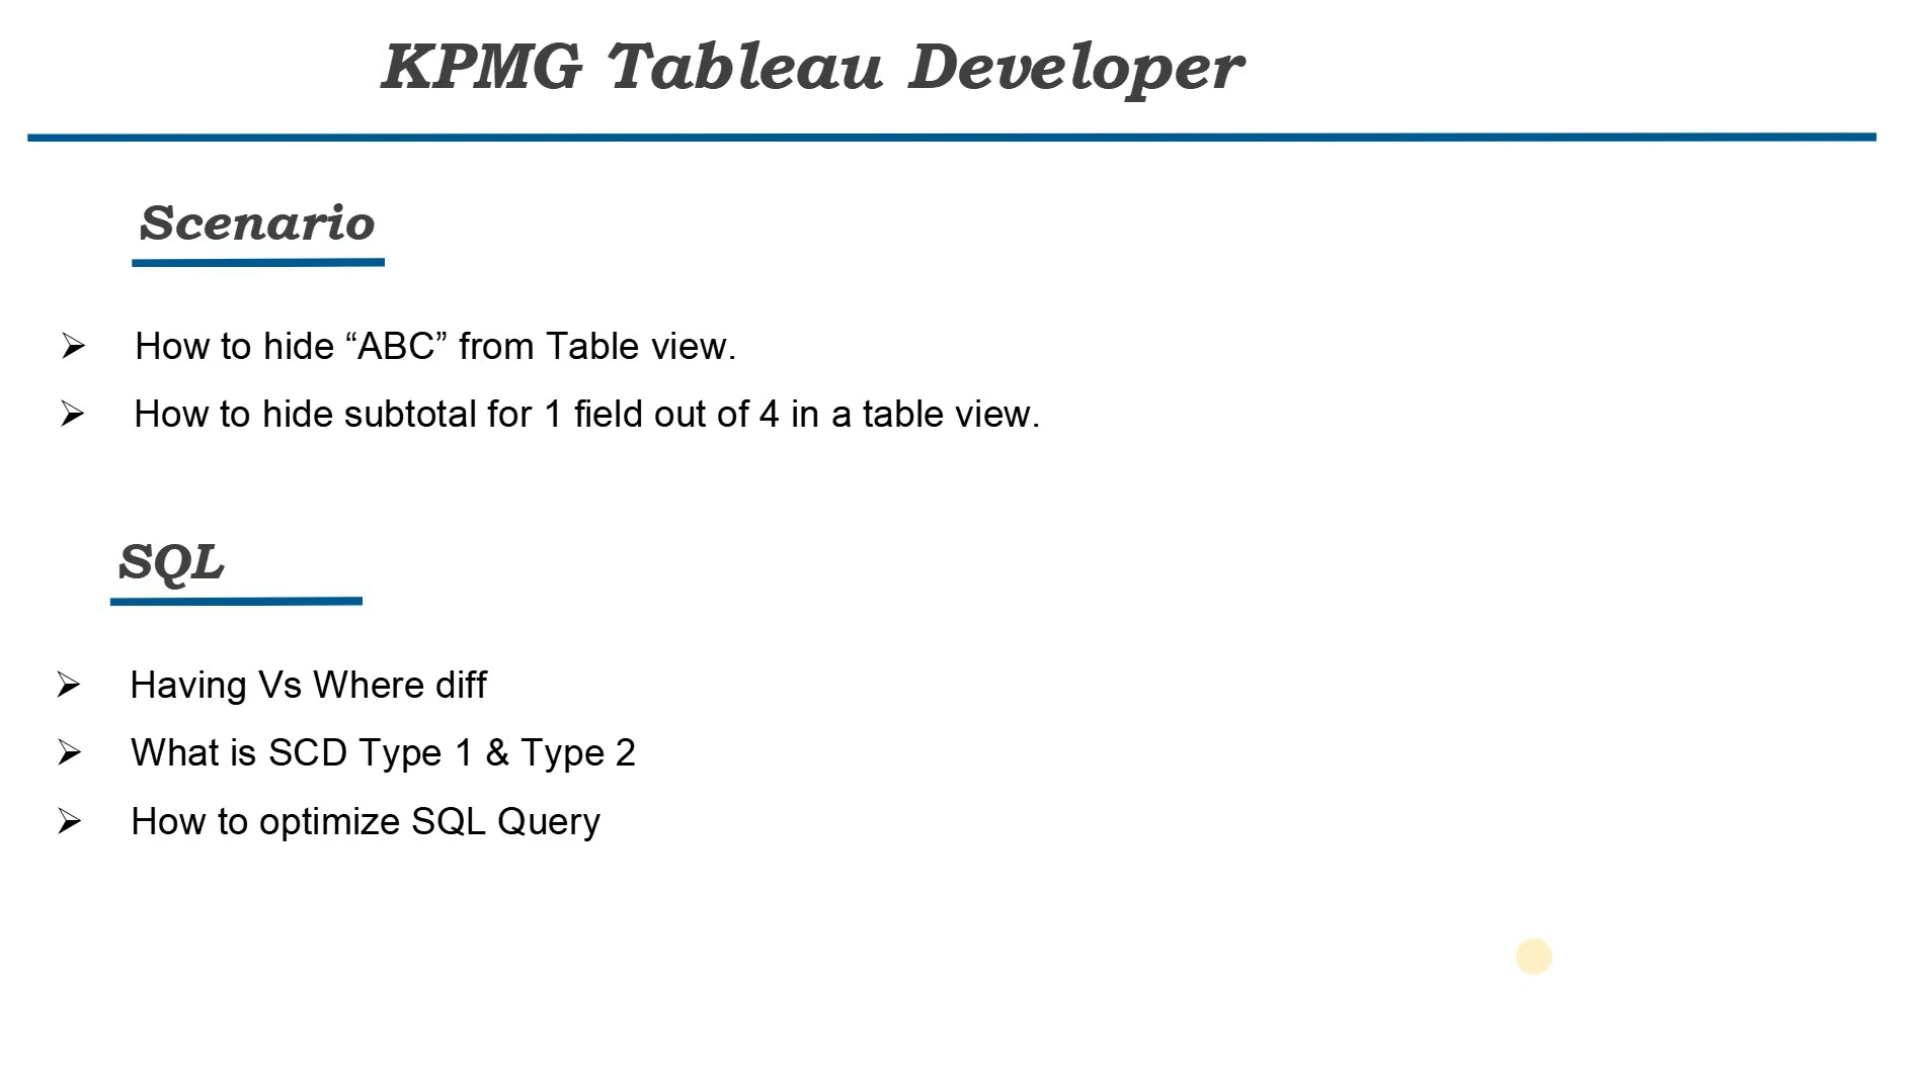 KPMG Tableau Developer
Scenario
How to hide “ABC” from Table view.
How to hide subtotal for 1 field out of 4 in a table view.
SQL
Having Vs Where diff
What is SCD Type 1 & Type 2
How to optimize SQL Query